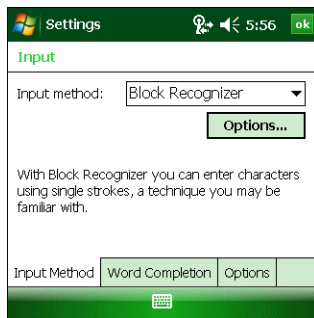 Settings 5:56 ok
Input
Input method: Block Recognizer
Options...
With Block Recognizer you can enter characters
using single strokes, a technique you may be
familiar with.
Input Method Word Completion Options